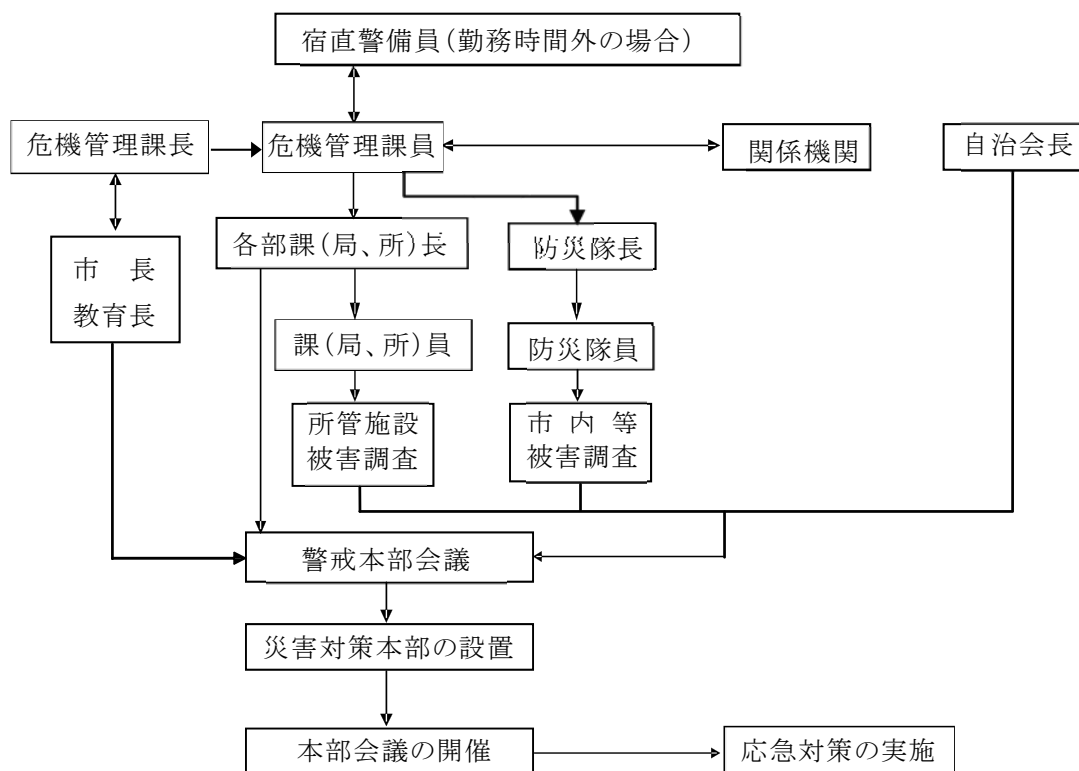 宿直警備員(勤務時間外の場合)
危機管理課長
危機管理課員
関係機関
自治会長
各部課(局、所)長
防災隊長
市　長
教育長
課(局、所)員
防災隊員
所管施設
被害調査
市 内 等
被害調査
警戒本部会議
災害対策本部の設置
本部会議の開催
応急対策の実施